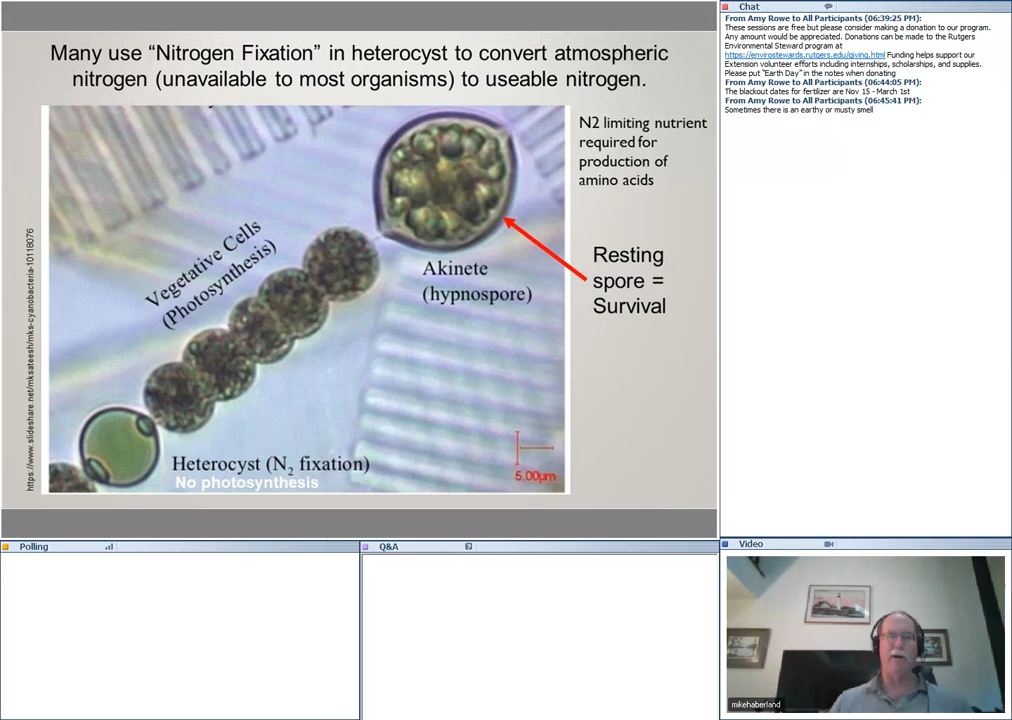 Many use “Nitrogen Fixation” in heterocyst to convert atmospheric
nitrogen (unavailable to most organisms) to useable nitrogen.
N2 limiting nutrient
required for
production of
amino acids
Vegetative Cells
(Photosynthesis)
Akinete
(hypnospore)
Resting
spore =
Survival
Heterocyst (N₂ fixation)
No photosynthesis
5.00µm
https://www.slideshare.net/mksateesh/mks-cyanobacteria-10118076
Chat
From Amy Rowe to All Participants (06:39:25 PM):
These sessions are free but please consider making a donation to our program.
Any amount would be appreciated. Donations can be made to the Rutgers
Environmental Steward program at
https://envirostewards.rutgers.edu/giving.html Funding helps support our
Extension volunteer efforts including internships, scholarships, and supplies.
Please put "Earth Day" in the notes when donating
From Amy Rowe to All Participants (06:44:05 PM):
The blackout dates for fertilizer are Nov 15 - March 1st
From Amy Rowe to All Participants (06:45:41 PM):
Sometimes there is an earthy or musty smell
Polling
Q&A
Video
mikehaberland